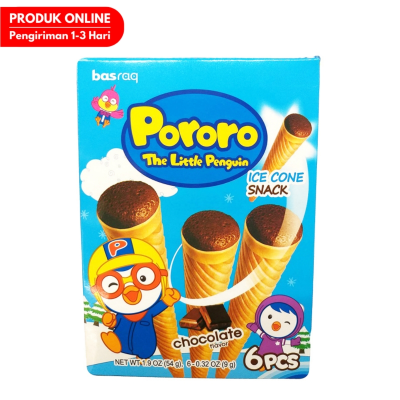 PRODUK ONLINE
Pengiriman 1-3 Hari
basraq
Pororo
The Little Penguin
ICE CONE
SNACK
P
chocolate
flavor
6PCS
NET WT 1.9 OZ (54 g), 6-0.32 OZ (9 g)